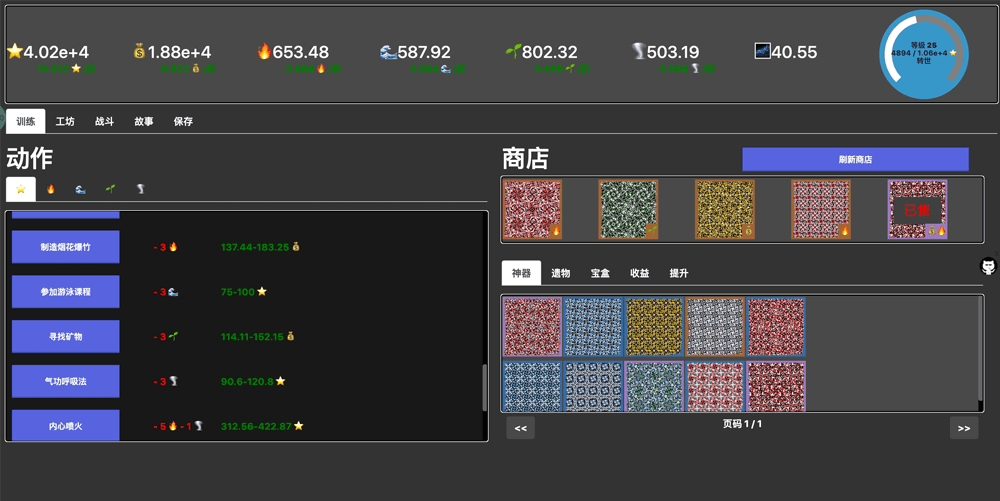 ⭐4.02e+4 💰1.88e+4 🔥653.48 🌊587.92 🌱802.32 🌪503.19 🌌40.55
等级 25
4894 / 1.06e+4 ⭐
转世
训练 工坊 战斗 故事 保存
动作
⭐ 🔥 🌊 🌱 🌪
制造烟花爆竹 - 3 🔥 137.44-183.25 💰
参加游泳课程 - 3 🌊 75-100 ⭐
寻找矿物 - 3 🌱 114.11-152.15 💰
气功呼吸法 - 3 🌪 90.6-120.8 ⭐
内心喷火 - 5 🔥 - 1 🌪 312.56-422.87 ⭐
商店
刷新商店
已售
神器 遗物 宝盒 收益 提升
<< 页码 1 / 1 >>